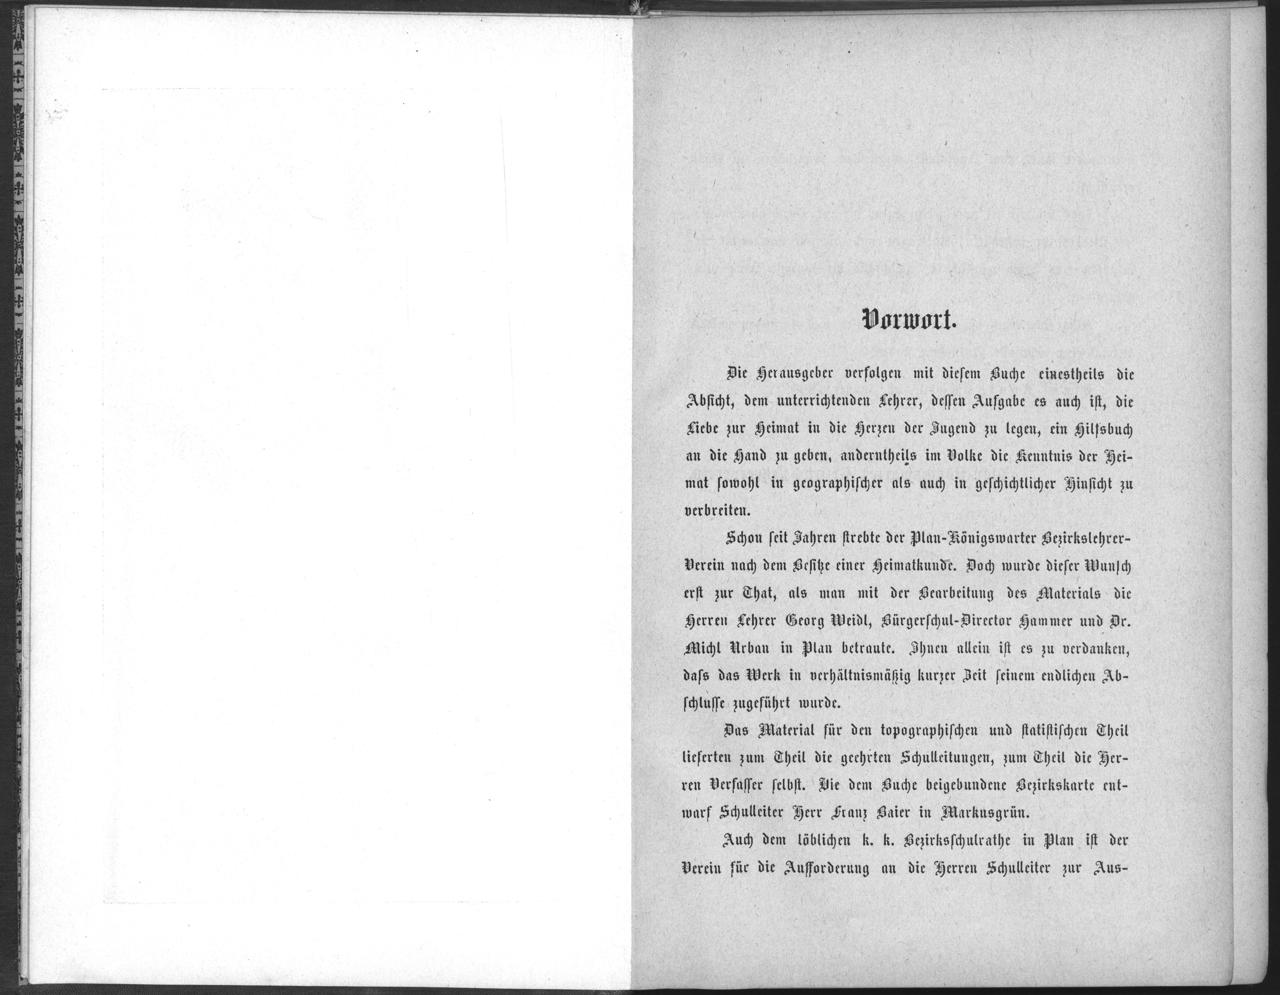 Vorwort.
Die Herausgeber verfolgen mit diesem Buche einestheils die
Absicht, dem unterrichtenden Lehrer, dessen Aufgabe es auch ist, die
Liebe zur Heimat in die Herzen der Jugend zu legen, ein Hilfsbuch
an die Hand zu geben, anderntheils im Volke die Kenntnis der Hei-
mat sowohl in geographischer als auch in geschichtlicher Hinsicht zu
verbreiten.
Schon seit Jahren strebte der Plan-Königswarter Bezirkslehrer-
Verein nach dem Besitze einer Heimatkunde. Doch wurde dieser Wunsch
erst zur That, als man mit der Bearbeitung des Materials die
Herren Lehrer Georg Weidl, Bürgerschul-Director Hammer und Dr.
Michl Urban in Plan betraute. Ihnen allein ist es zu verdanken,
dass das Werk in verhältnismäßig kurzer Zeit seinem endlichen Ab-
schlusse zugeführt wurde.
Das Material für den topographischen und statistischen Theil
lieferten zum Theil die geehrten Schulleitungen, zum Theil die Her-
ren Verfasser selbst. Die dem Buche beigebundene Bezirkskarte ent-
warf Schulleiter Herr Franz Baier in Markusgrün.
Auch dem löblichen k. k. Bezirksschulrathe in Plan ist der
Verein für die Aufforderung an die Herren Schulleiter zur Aus-